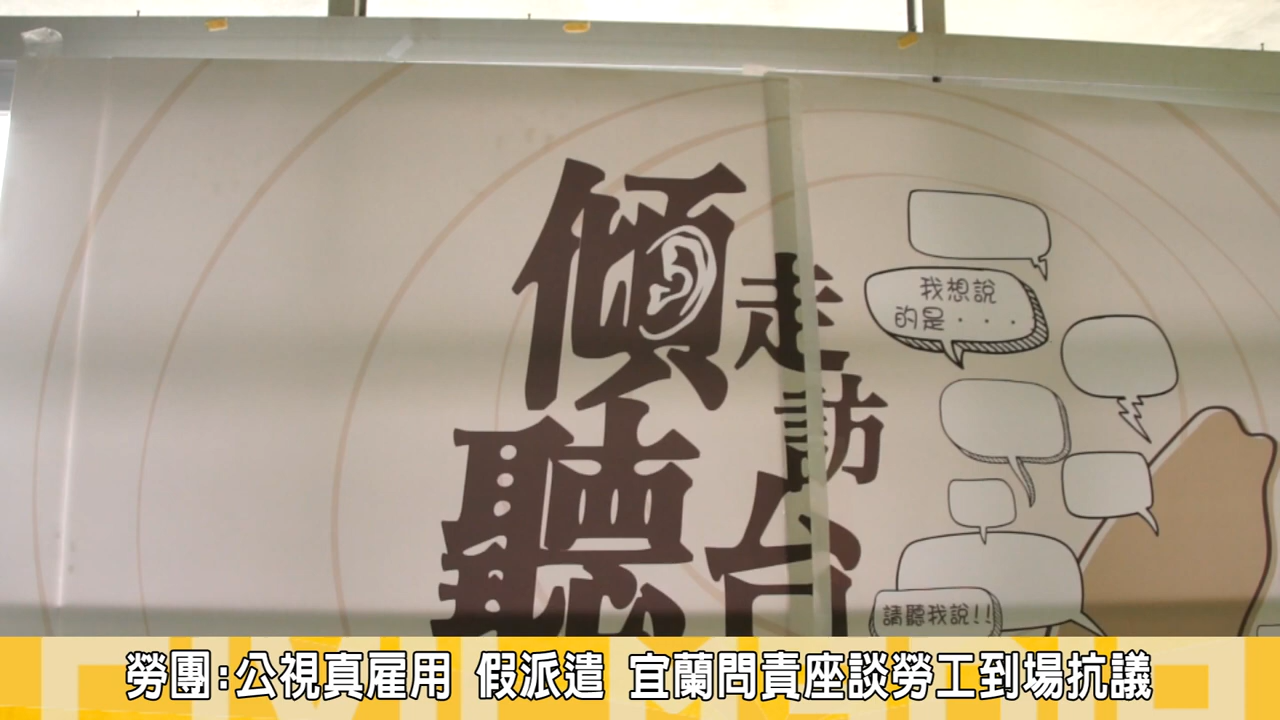 傾聽
走訪台
我想說
的是...
請聽我說!!
勞團:公視真雇用 假派遣 宜蘭問責座談勞工到場抗議